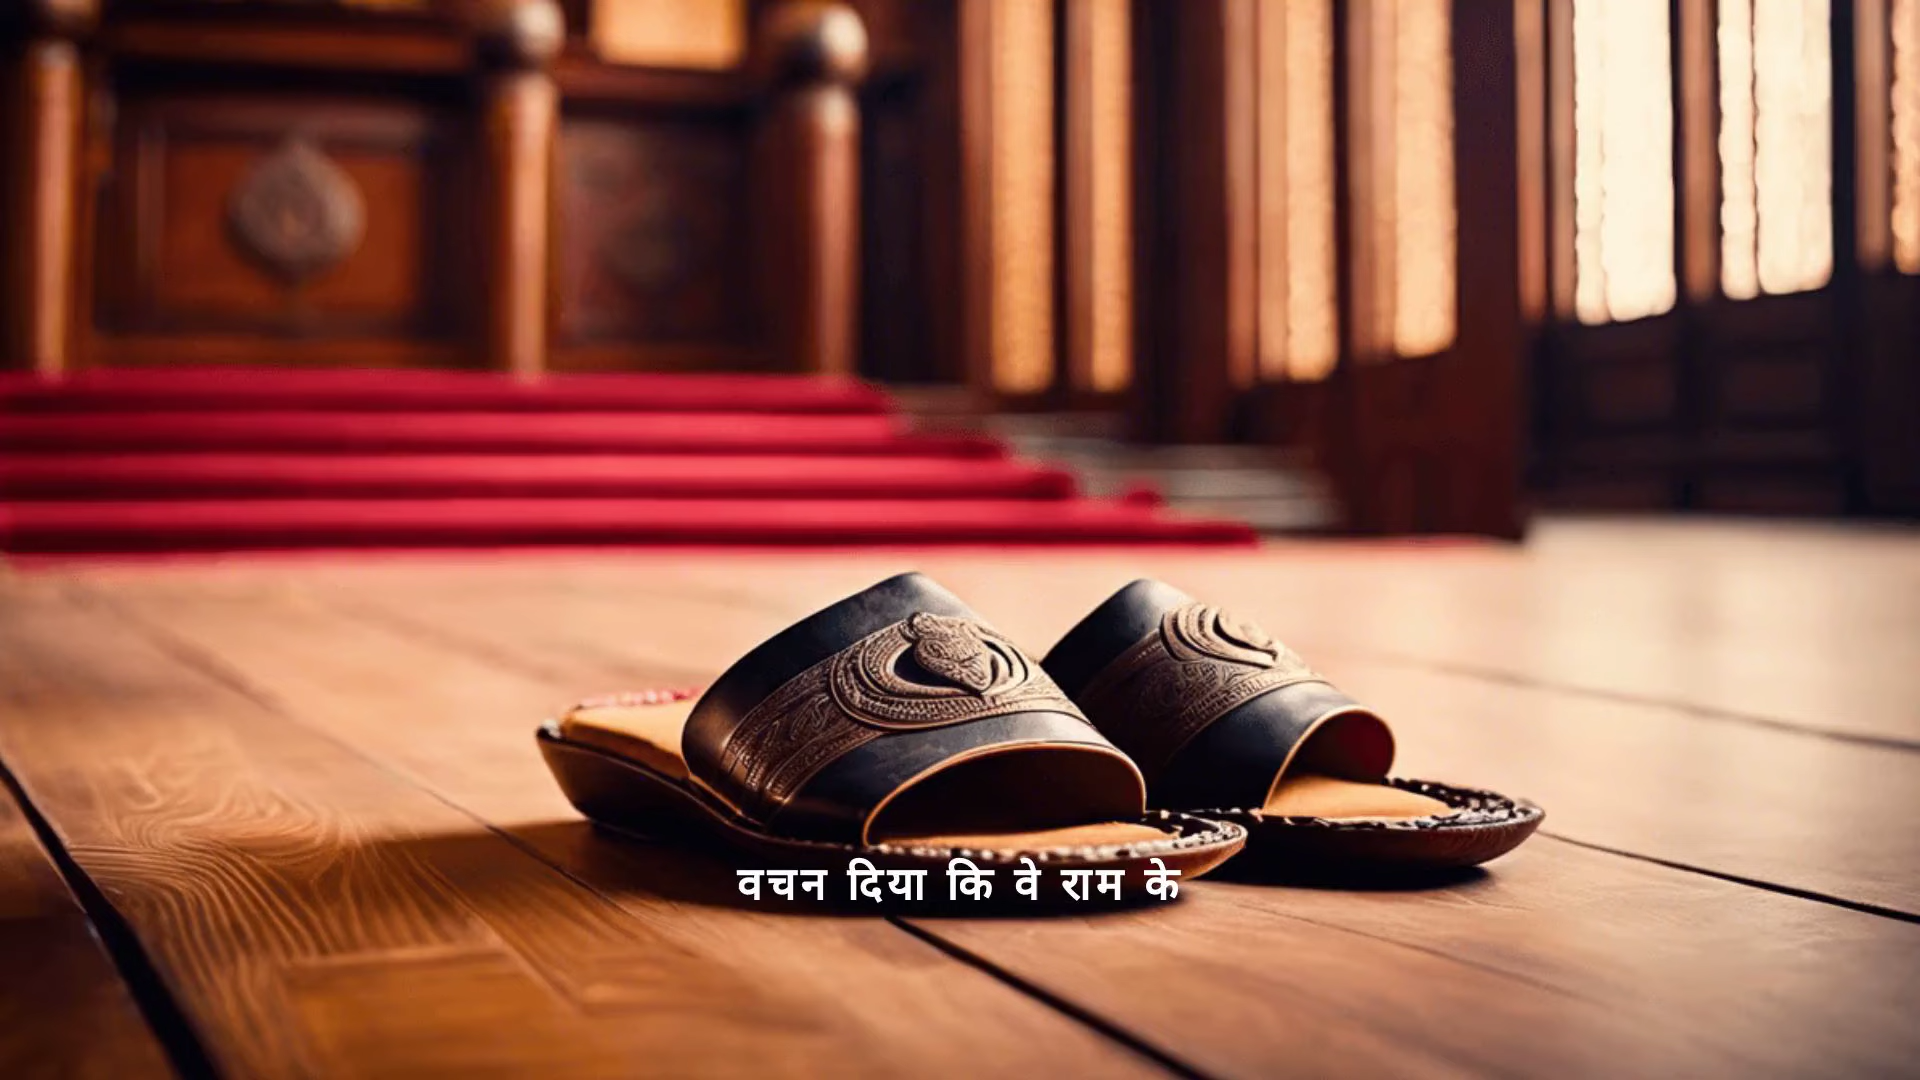 वचन दिया कि वे राम के